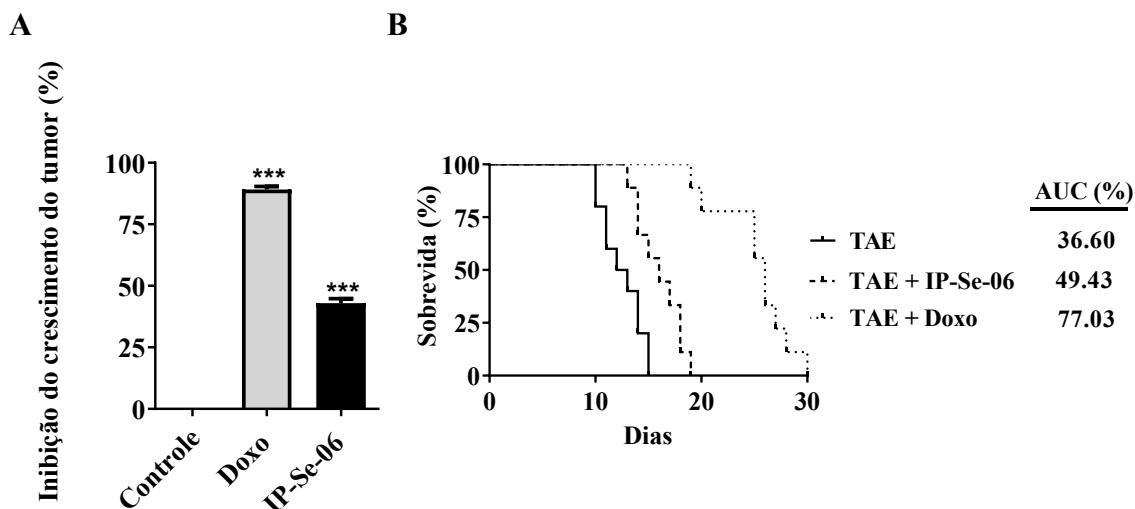 A
B
Inibição do crescimento do tumor (%)
100
75
50
25
0
***
***
Controle
Doxo
IP-Se-06
Sobrevida (%)
100
75
50
25
0
0 10 20 30
Dias
AUC (%)
TAE 36.60
TAE + IP-Se-06 49.43
TAE + Doxo 77.03